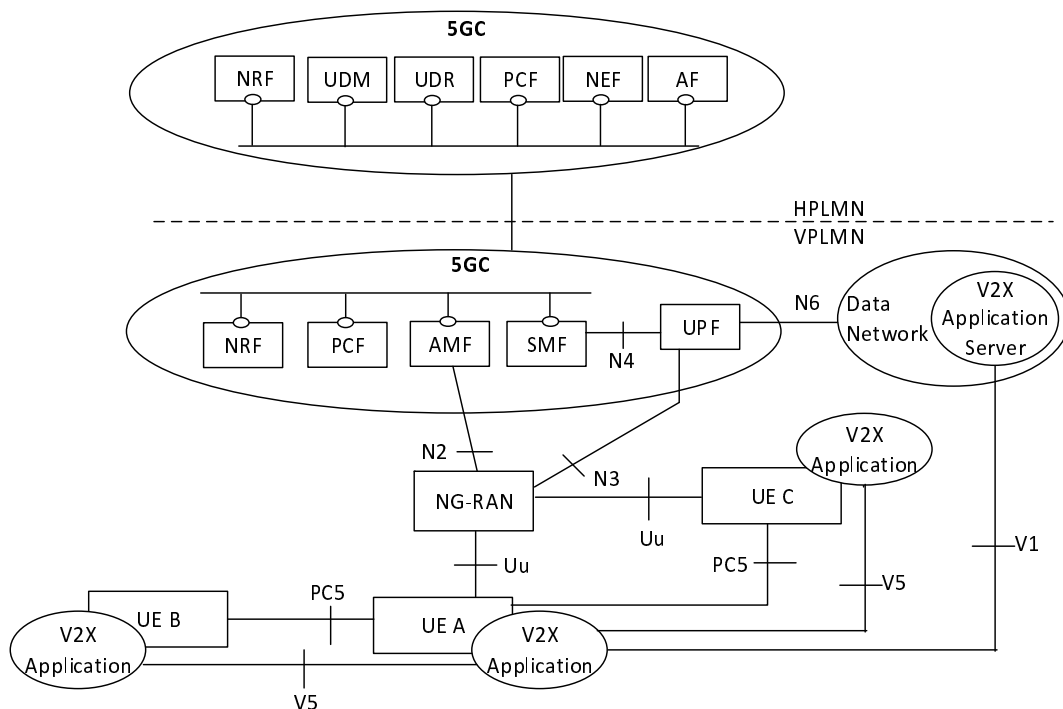 5GC
NRF
UDM
UDR
PCF
NEF
AF
HPLMN
VPLMN
5GC
NRF
PCF
AMF
SMF
N4
UPF
N6
Data
Network
V2X
Application
Server
N2
N3
NG-RAN
Uu
Uu
UE C
V2X
Application
PC5
V5
V1
UE B
V2X
Application
PC5
UE A
V2X
Application
V5